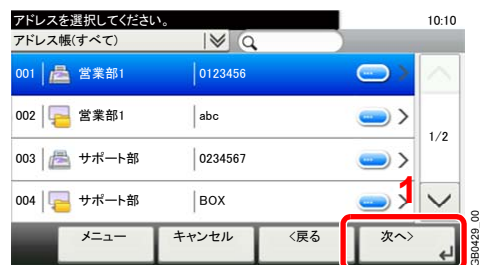 アドレスを選択してください。 10:10
アドレス帳(すべて)
001 営業部1 0123456
002 営業部1 abc
1/2
003 サポート部 0234567
004 サポート部 BOX
1
メニュー キャンセル <戻る 次へ>
GB0429_00